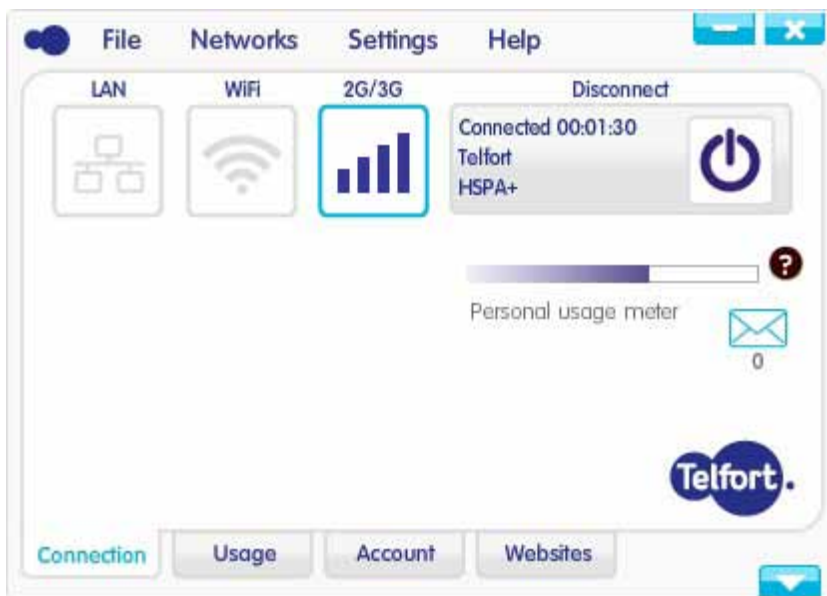 File Networks Settings Help
LAN WiFi 2G/3G Disconnect
Connected 00:01:30
Telfort
HSPA+
?
Personal usage meter
0
Telfort.
Connection Usage Account Websites